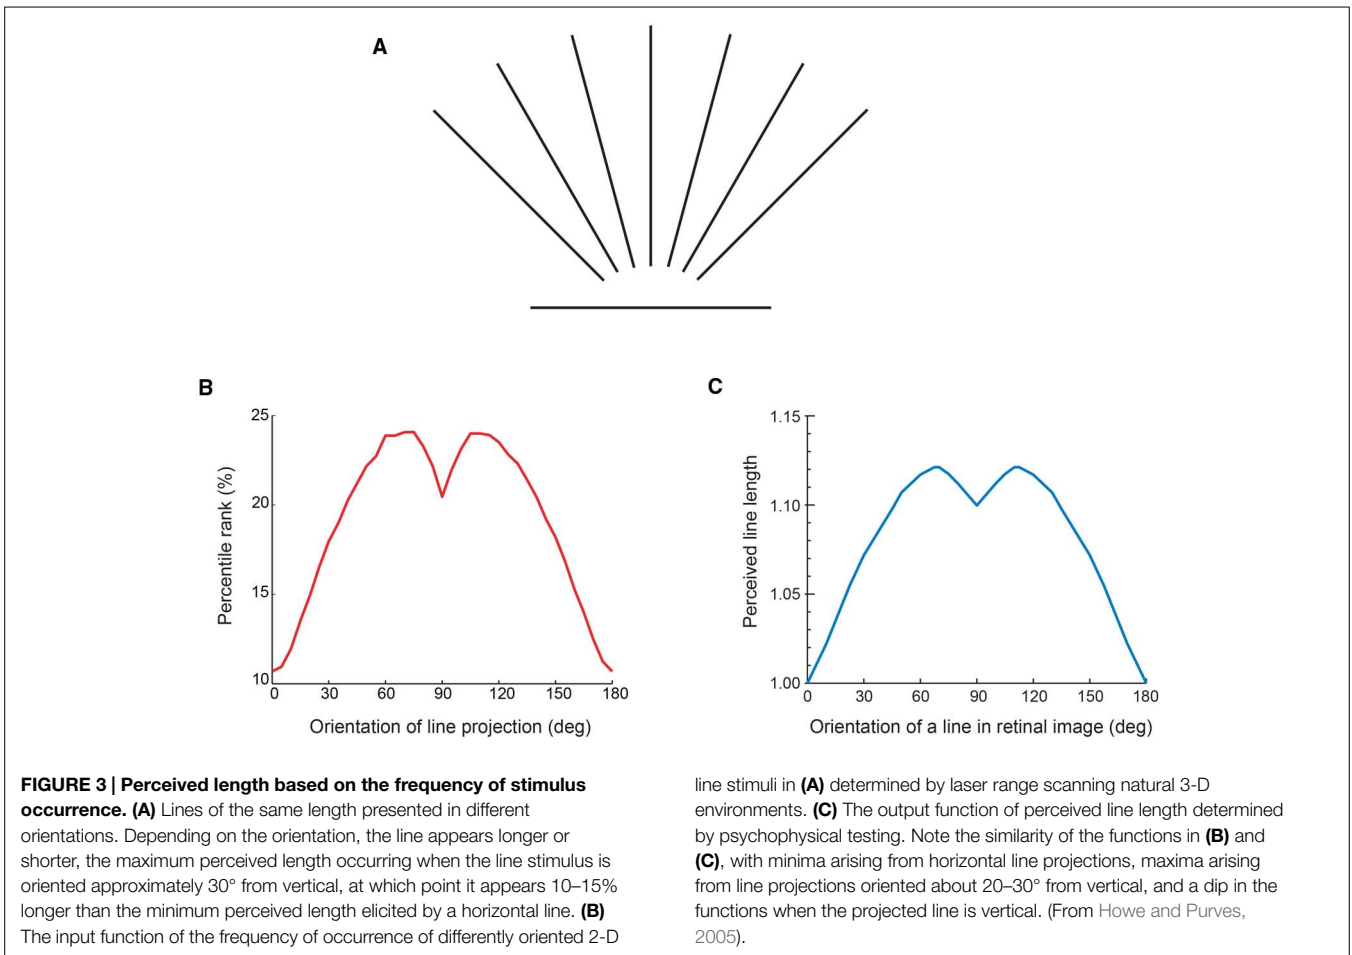 A
B
25
20
15
10
Percentile rank (%)
0 30 60 90 120 150 180
Orientation of line projection (deg)
C
1.15
1.10
1.05
1.00
Perceived line length
0 30 60 90 120 150 180
Orientation of a line in retinal image (deg)
FIGURE 3 | Perceived length based on the frequency of stimulus
occurrence. (A) Lines of the same length presented in different
orientations. Depending on the orientation, the line appears longer or
shorter, the maximum perceived length occurring when the line stimulus is
oriented approximately 30° from vertical, at which point it appears 10–15%
longer than the minimum perceived length elicited by a horizontal line. (B)
The input function of the frequency of occurrence of differently oriented 2-D
line stimuli in (A) determined by laser range scanning natural 3-D
environments. (C) The output function of perceived line length determined
by psychophysical testing. Note the similarity of the functions in (B) and
(C), with minima arising from horizontal line projections, maxima arising
from line projections oriented about 20–30° from vertical, and a dip in the
functions when the projected line is vertical. (From Howe and Purves,
2005).